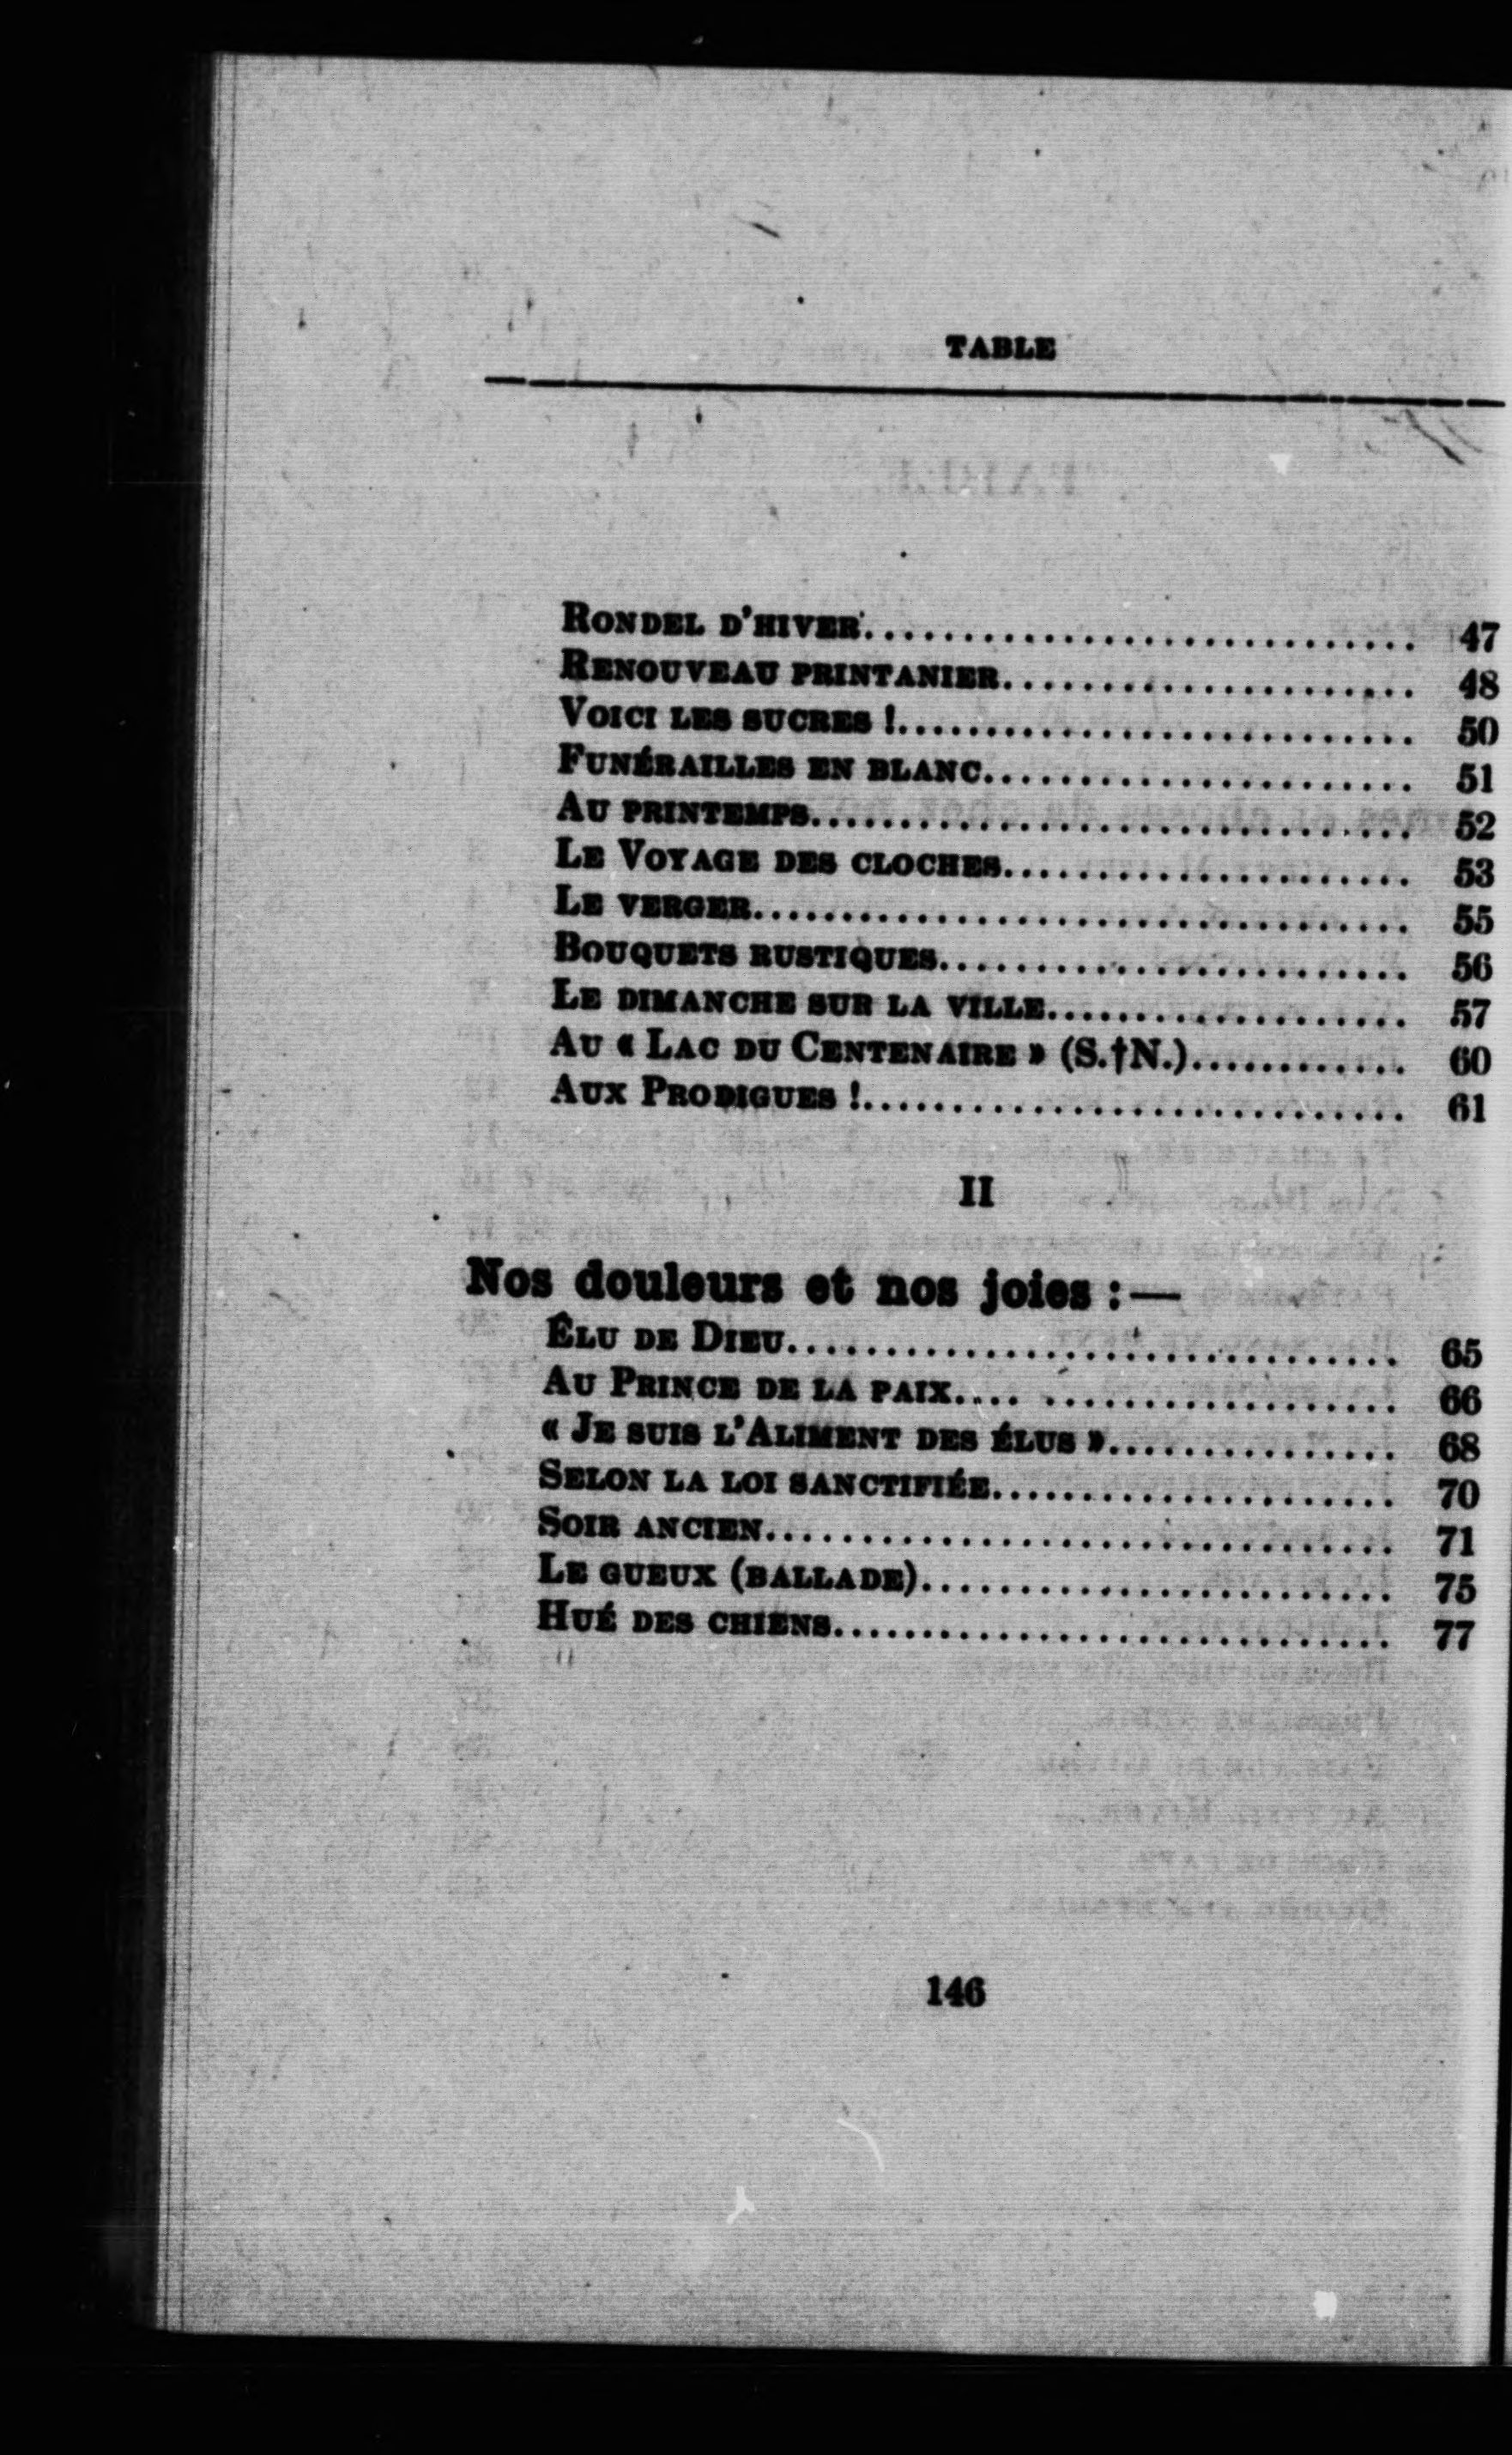 TABLE
RONDEL D'HIVER.............................. 47
RENOUVEAU PRINTANIER...................... 48
VOICI LES SUCRES !............................ 50
FUNÉRAILLES EN BLANC....................... 51
AU PRINTEMPS................................ 52
LE VOYAGE DES CLOCHES...................... 53
LE VERGER................................... 55
BOUQUETS RUSTIQUES......................... 56
LE DIMANCHE SUR LA VILLE.................... 57
AU « LAC DU CENTENAIRE » (S.†N.)............ 60
AUX PRODIGUES !............................. 61
II
Nos douleurs et nos joies :—
ÉLU DE DIEU................................. 65
AU PRINCE DE LA PAIX.... ................... 66
« JE SUIS L'ALIMENT DES ÉLUS »............... 68
SELON LA LOI SANCTIFIÉE...................... 70
SOIR ANCIEN.................................. 71
LE GUEUX (BALLADE)......................... 75
HUÉ DES CHIENS.............................. 77
146